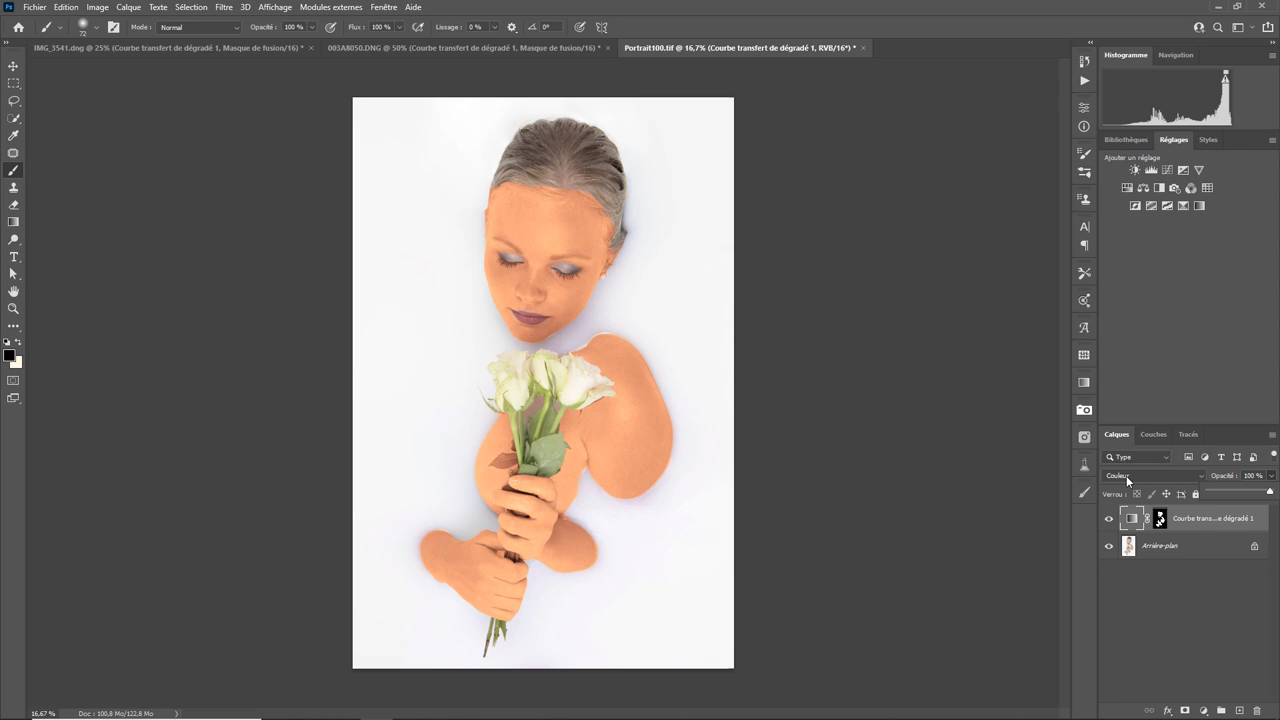 Ps Fichier Edition Image Calque Texte Sélection Filtre 3D Affichage Modules externes Fenêtre Aide
72 Mode : Normal Opacité : 100 % Flux : 100 % Lissage : 0 % 0°
IMG_3541.dng @ 25% (Courbe transfert de dégradé 1, Masque de fusion/16) * × 003A8050.DNG @ 50% (Courbe transfert de dégradé 1, Masque de fusion/16) * × Portrait100.tif @ 16,7% (Courbe transfert de dégradé 1, RVB/16*) * ×
Histogramme Navigation
Bibliothèques Réglages Styles
Ajouter un réglage
Calques Couches Tracés
Type
Couleur Opacité : 100 %
Verrou :
Courbe trans...e dégradé 1
Arrière-plan
16,67 % Doc : 100,8 Mo/122,8 Mo